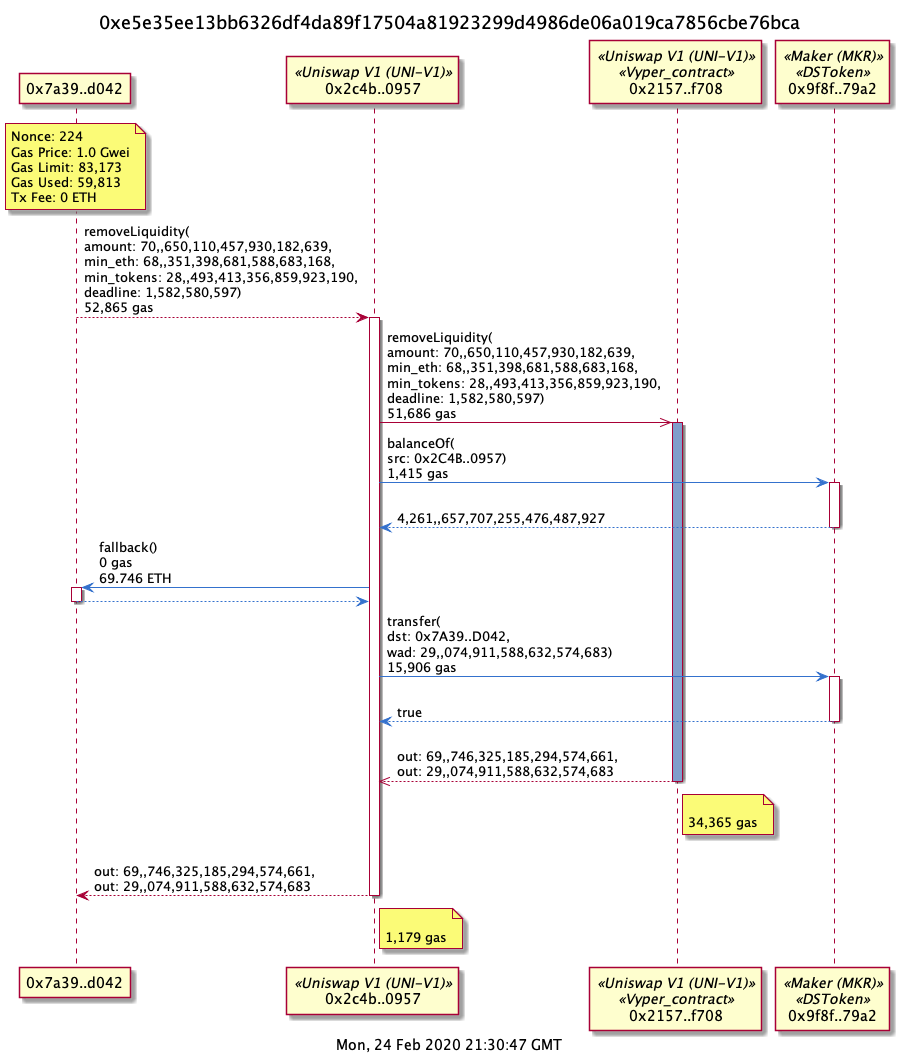 0xe5e35ee13bb6326df4da89f17504a81923299d4986de06a019ca7856cbe76bca
0x7a39..d042
«Uniswap V1 (UNI-V1)»
0x2c4b..0957
«Uniswap V1 (UNI-V1)»
«Vyper_contract»
0x2157..f708
«Maker (MKR)»
«DSToken»
0x9f8f..79a2
Nonce: 224
Gas Price: 1.0 Gwei
Gas Limit: 83,173
Gas Used: 59,813
Tx Fee: 0 ETH
removeLiquidity(
amount: 70,,650,110,457,930,182,639,
min_eth: 68,,351,398,681,588,683,168,
min_tokens: 28,,493,413,356,859,923,190,
deadline: 1,582,580,597)
52,865 gas
removeLiquidity(
amount: 70,,650,110,457,930,182,639,
min_eth: 68,,351,398,681,588,683,168,
min_tokens: 28,,493,413,356,859,923,190,
deadline: 1,582,580,597)
51,686 gas
balanceOf(
src: 0x2C4B..0957)
1,415 gas
4,261,,657,707,255,476,487,927
fallback()
0 gas
69.746 ETH
transfer(
dst: 0x7A39..D042,
wad: 29,,074,911,588,632,574,683)
15,906 gas
true
out: 69,,746,325,185,294,574,661,
out: 29,,074,911,588,632,574,683
34,365 gas
out: 69,,746,325,185,294,574,661,
out: 29,,074,911,588,632,574,683
1,179 gas
0x7a39..d042
«Uniswap V1 (UNI-V1)»
0x2c4b..0957
«Uniswap V1 (UNI-V1)»
«Vyper_contract»
0x2157..f708
«Maker (MKR)»
«DSToken»
0x9f8f..79a2
Mon, 24 Feb 2020 21:30:47 GMT